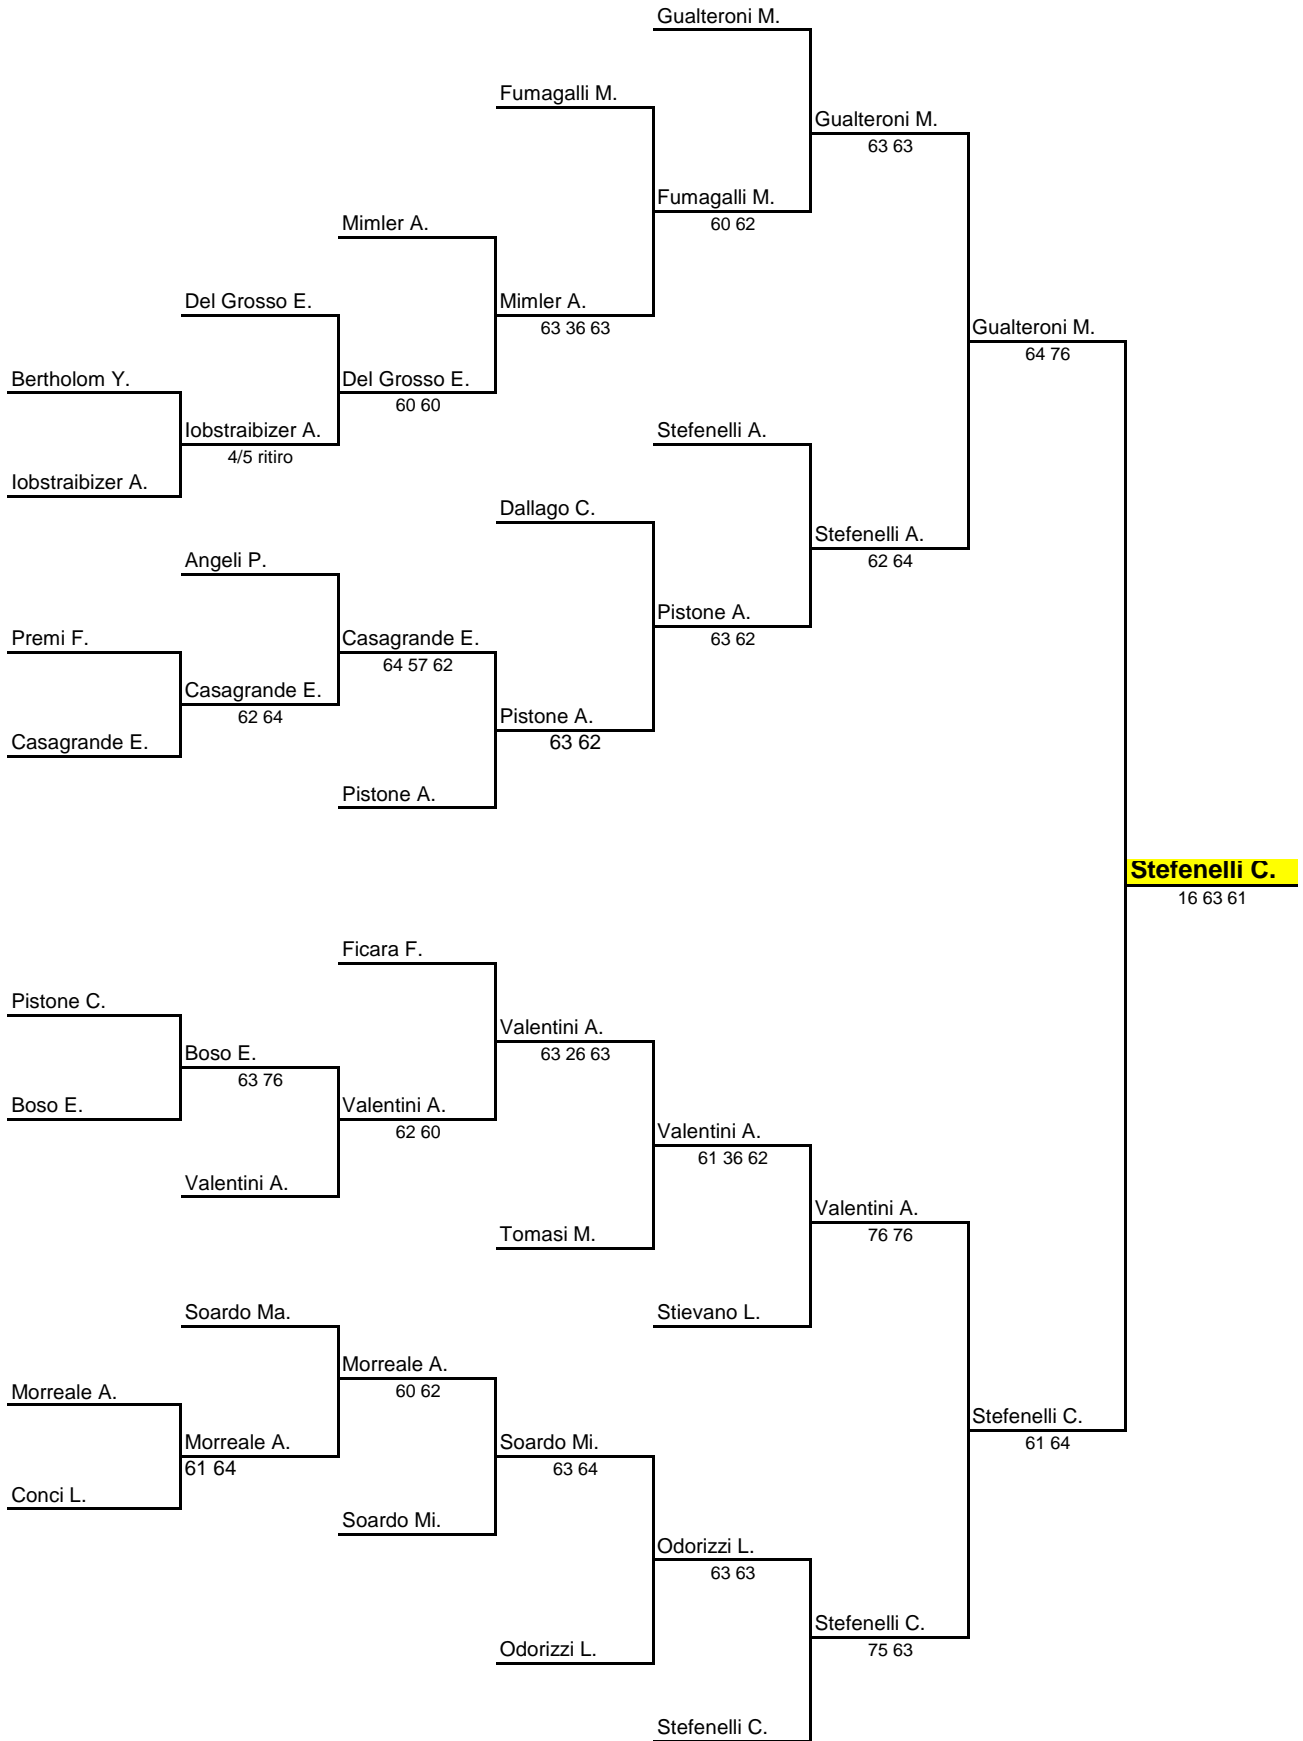 Gualteroni M.
Fumagalli M.
Gualteroni M.
63 63
Fumagalli M.
60 62
Mimler A.
Del Grosso E.
Mimler A.
63 36 63
Gualteroni M.
64 76
Bertholom Y.
Del Grosso E.
60 60
Iobstraibizer A.
4/5 ritiro
Stefenelli A.
Iobstraibizer A.
Dallago C.
Stefenelli A.
62 64
Angeli P.
Pistone A.
63 62
Premi F.
Casagrande E.
64 57 62
Casagrande E.
62 64
Pistone A.
63 62
Casagrande E.
Pistone A.
Stefenelli C.
16 63 61
Ficara F.
Pistone C.
Valentini A.
63 26 63
Boso E.
63 76
Boso E.
Valentini A.
62 60
Valentini A.
61 36 62
Valentini A.
Valentini A.
76 76
Tomasi M.
Soardo Ma.
Stievano L.
Morreale A.
60 62
Morreale A.
Stefenelli C.
61 64
Morreale A.
61 64
Soardo Mi.
63 64
Conci L.
Soardo Mi.
Odorizzi L.
63 63
Stefenelli C.
75 63
Odorizzi L.
Stefenelli C.